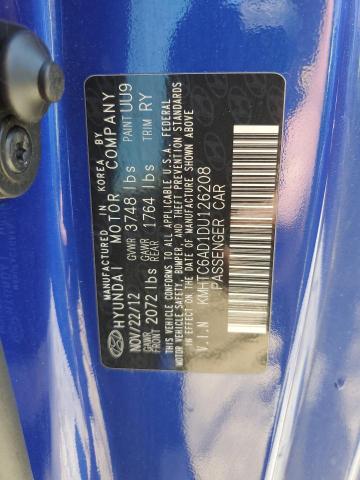 MANUFACTURED IN KOREA BY
HYUNDAI MOTOR COMPANY
NOV/22/12 GVWR 3748 lbs PAINT UU9
GAWR FRONT 2072 lbs GAWR REAR 1764 lbs TRIM RY
THIS VEHICLE CONFORMS TO ALL APPLICABLE U.S.A. FEDERAL
MOTOR VEHICLE SAFETY, BUMPER, AND THEFT PREVENTION STANDARDS
IN EFFECT ON THE DATE OF MANUFACTURE SHOWN ABOVE.
V.I.N KMHTC6AD1DU126208
PASSENGER CAR